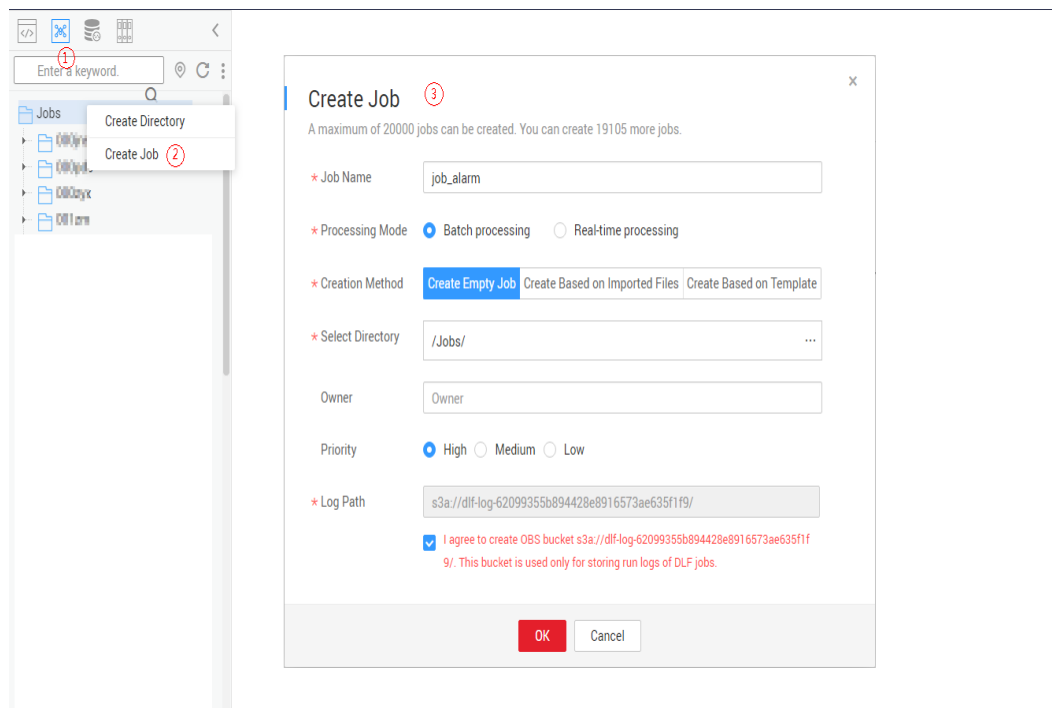 </>
1
Enter a keyword.
Jobs
Create Directory
Create Job 2
Create Job 3
×
A maximum of 20000 jobs can be created. You can create 19105 more jobs.
* Job Name job_alarm
* Processing Mode Batch processing Real-time processing
* Creation Method Create Empty Job Create Based on Imported Files Create Based on Template
* Select Directory /Jobs/ ...
Owner Owner
Priority High Medium Low
* Log Path s3a://dlf-log-62099355b894428e8916573ae635f1f9/
I agree to create OBS bucket s3a://dlf-log-62099355b894428e8916573ae635f1f
9/. This bucket is used only for storing run logs of DLF jobs.
OK Cancel